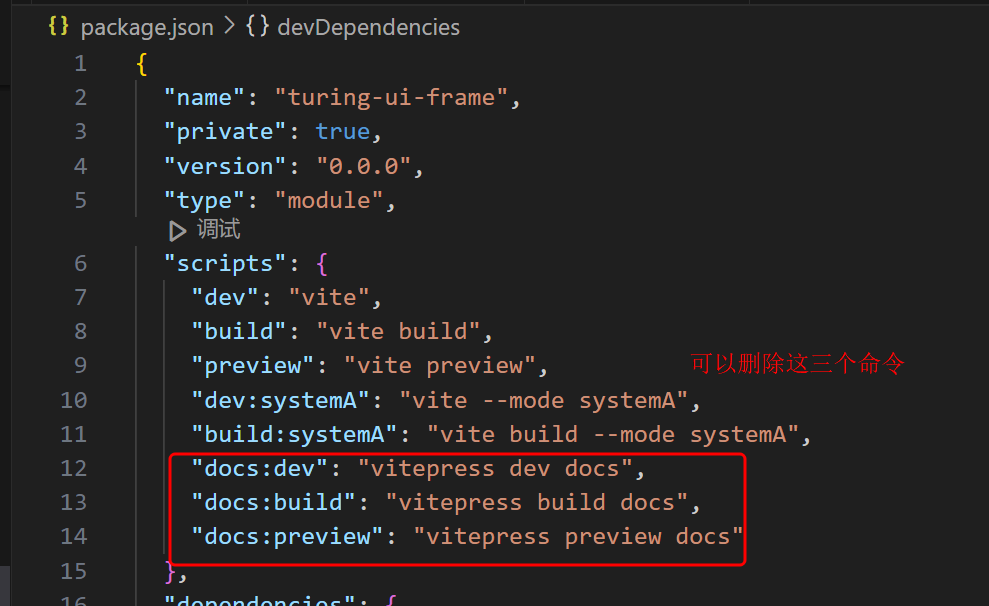 {} package.json > {} devDependencies
1 {
2 "name": "turing-ui-frame",
3 "private": true,
4 "version": "0.0.0",
5 "type": "module",
调试
6 "scripts": {
7 "dev": "vite",
8 "build": "vite build",
9 "preview": "vite preview",
可以删除这三个命令
10 "dev:systemA": "vite --mode systemA",
11 "build:systemA": "vite build --mode systemA",
12 "docs:dev": "vitepress dev docs",
13 "docs:build": "vitepress build docs",
14 "docs:preview": "vitepress preview docs"
15 },
16 "dependencies": {